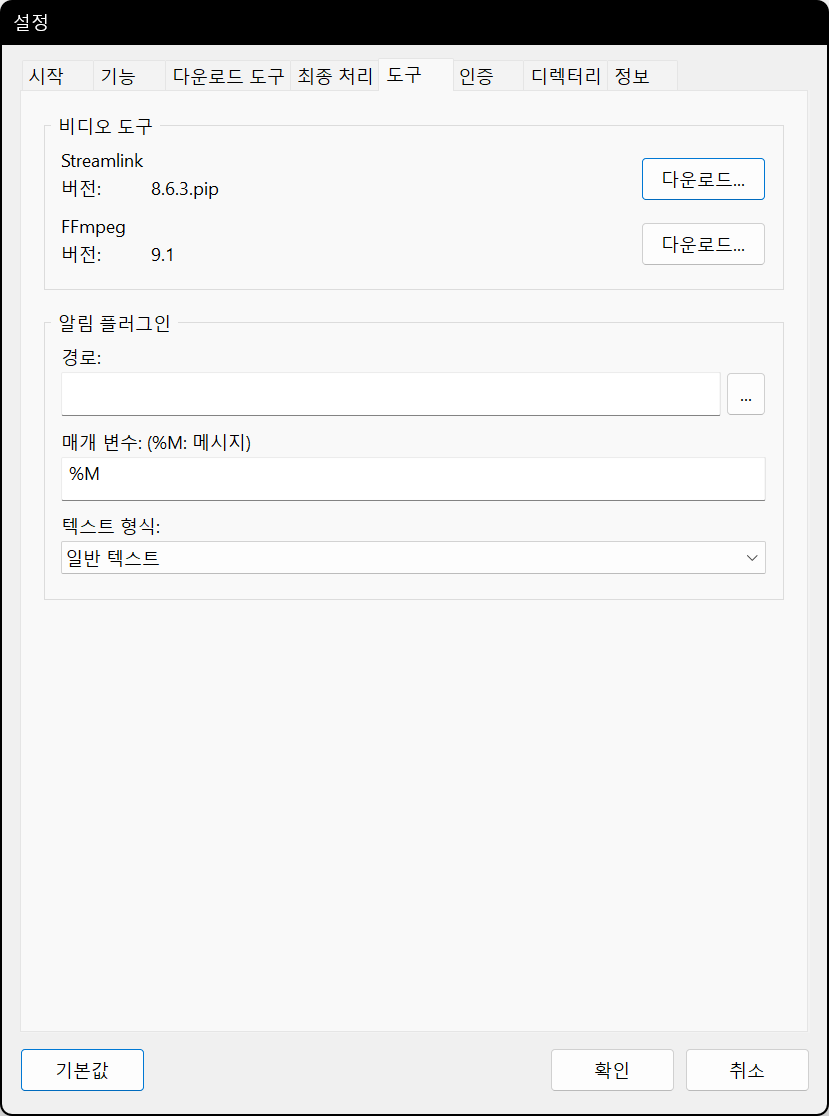 설정
시작 기능 다운로드 도구 최종 처리 도구 인증 디렉터리 정보
비디오 도구
Streamlink
버전: 8.6.3.pip
다운로드...
FFmpeg
버전: 9.1
다운로드...
알림 플러그인
경로:
...
매개 변수: (%M: 메시지)
%M
텍스트 형식:
일반 텍스트
기본값 확인 취소